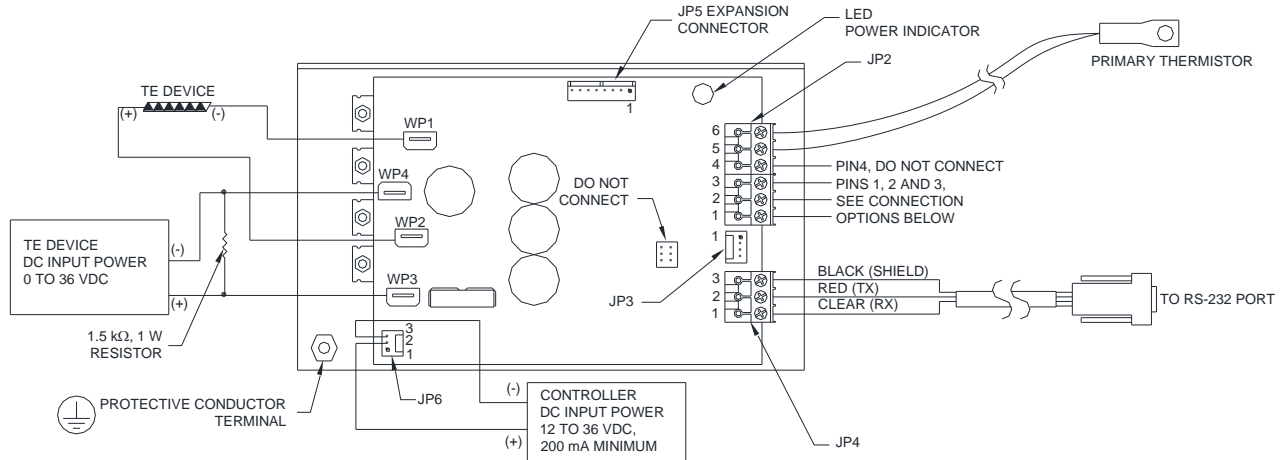 JP5 EXPANSION
CONNECTOR
LED
POWER INDICATOR
JP2
PRIMARY THERMISTOR
TE DEVICE
(+)
(-)
1
WP1
WP4
WP2
WP3
DO NOT
CONNECT
6
5
4
3
2
1
PIN4, DO NOT CONNECT
PINS 1, 2 AND 3,
SEE CONNECTION
OPTIONS BELOW
TE DEVICE
DC INPUT POWER
0 TO 36 VDC
(-)
(+)
1.5 kΩ, 1 W
RESISTOR
1
JP3
3
2
1
BLACK (SHIELD)
RED (TX)
CLEAR (RX)
TO RS-232 PORT
3
2
1
JP6
PROTECTIVE CONDUCTOR
TERMINAL
(-)
(+)
CONTROLLER
DC INPUT POWER
12 TO 36 VDC,
200 mA MINIMUM
JP4